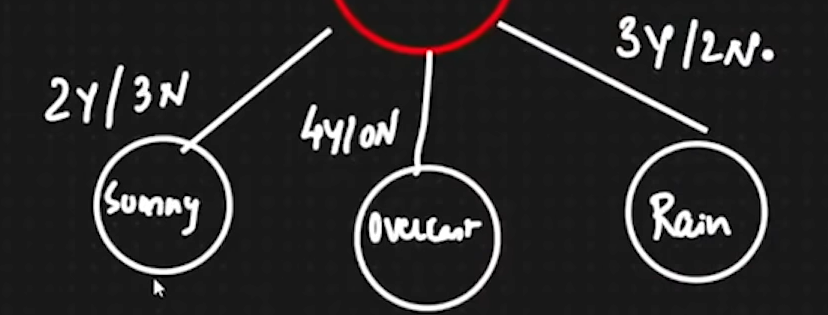 3Y/2N.
2Y/3N
4Y/0N
Sunny
Overcast
Rain